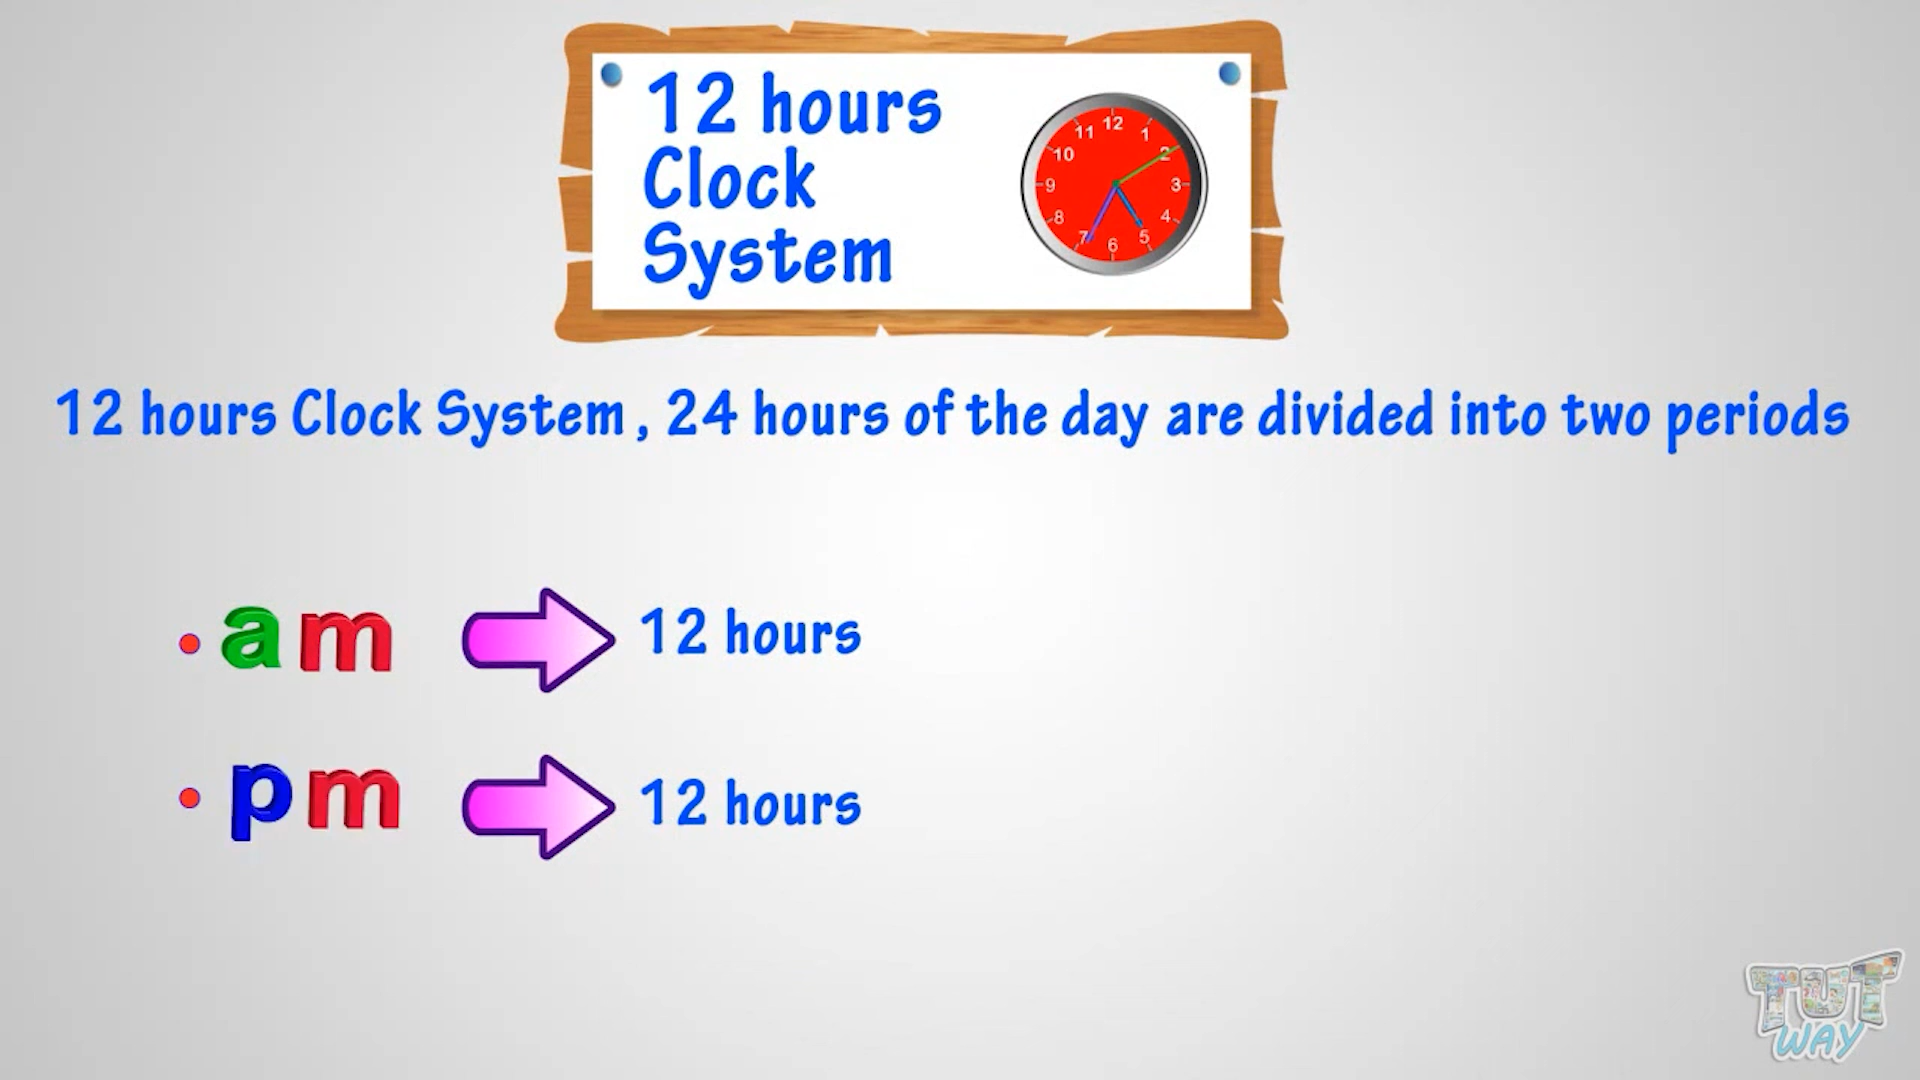 12 hours
Clock
System
12
11
1
10
2
9
3
8
4
7
5
6
12 hours Clock System , 24 hours of the day are divided into two periods
• am 12 hours
• pm 12 hours
TUT
WAY